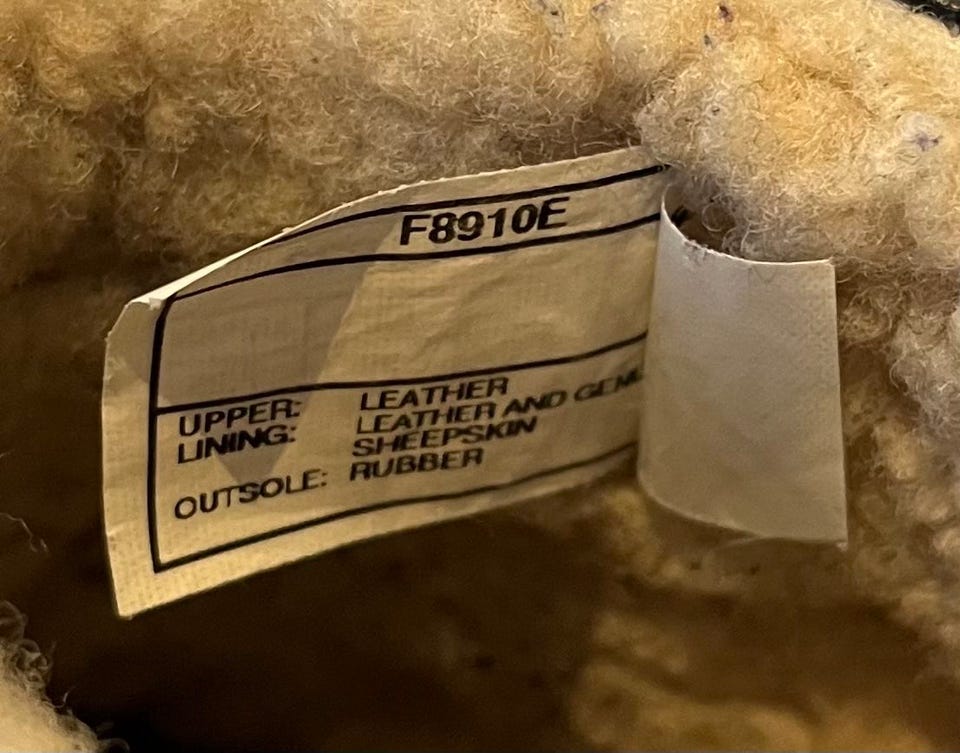 F8910E
UPPER: LEATHER
LINING: LEATHER AND
SHEEPSKIN
OUTSOLE: RUBBER